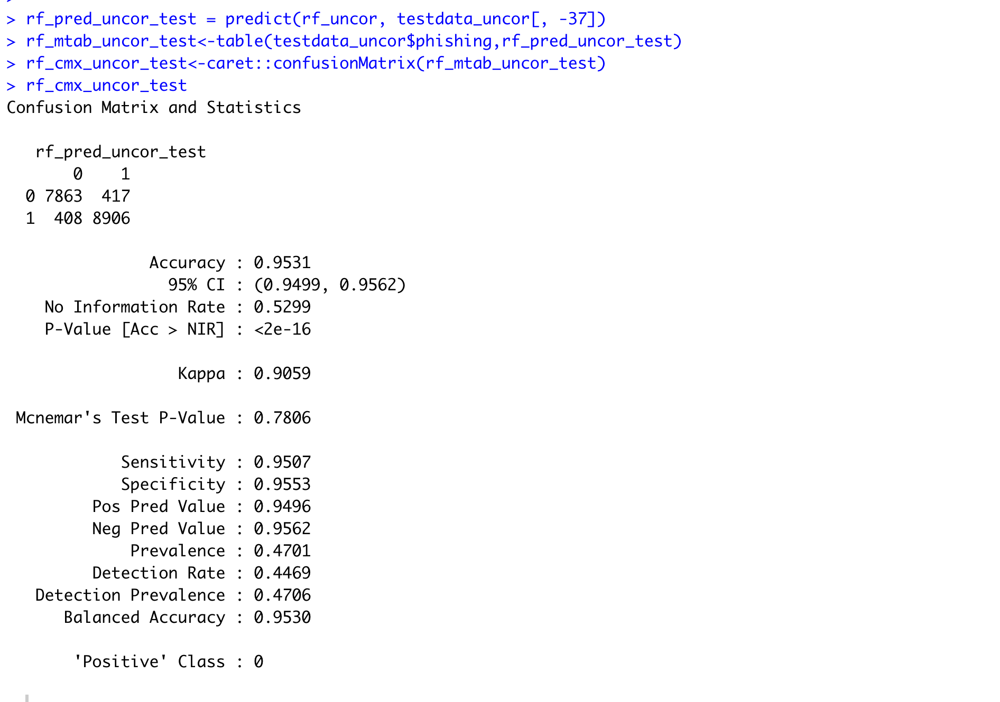 >
> rf_pred_uncor_test = predict(rf_uncor, testdata_uncor[, -37])
> rf_mtab_uncor_test<-table(testdata_uncor$phishing,rf_pred_uncor_test)
> rf_cmx_uncor_test<-caret::confusionMatrix(rf_mtab_uncor_test)
> rf_cmx_uncor_test
Confusion Matrix and Statistics

   rf_pred_uncor_test
       0    1
  0 7863  417
  1  408 8906

               Accuracy : 0.9531
                 95% CI : (0.9499, 0.9562)
    No Information Rate : 0.5299
    P-Value [Acc > NIR] : <2e-16

                  Kappa : 0.9059

 Mcnemar's Test P-Value : 0.7806

            Sensitivity : 0.9507
            Specificity : 0.9553
         Pos Pred Value : 0.9496
         Neg Pred Value : 0.9562
             Prevalence : 0.4701
         Detection Rate : 0.4469
   Detection Prevalence : 0.4706
      Balanced Accuracy : 0.9530

       'Positive' Class : 0